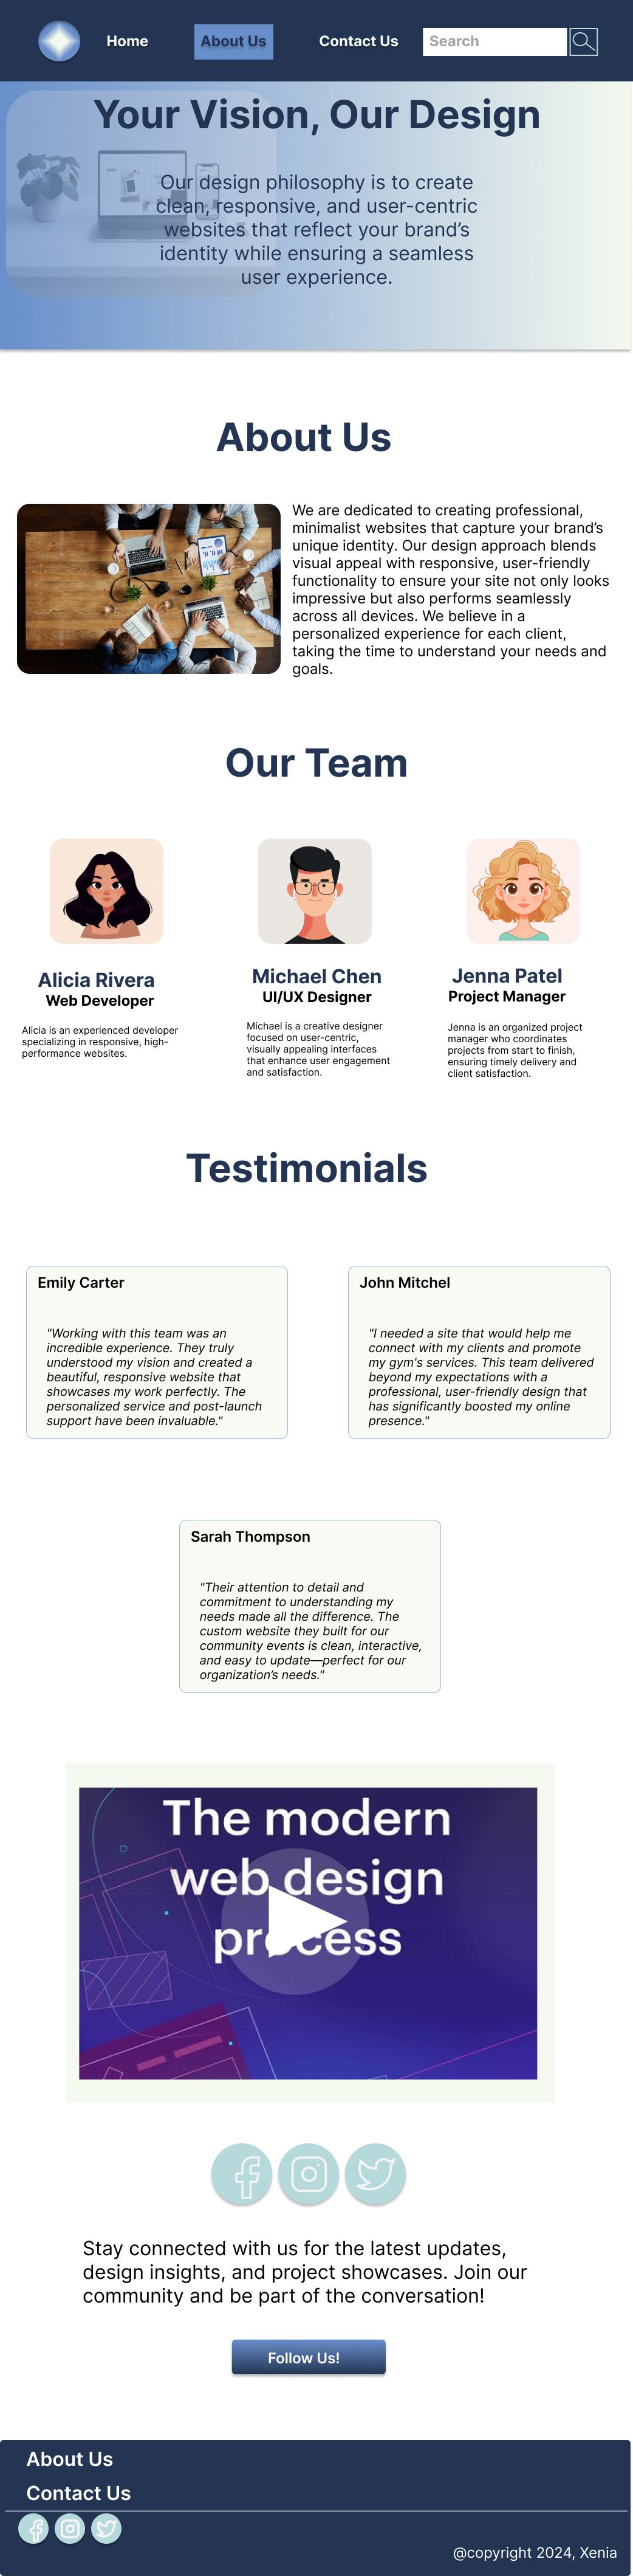 Home
About Us
Contact Us
Search
Your Vision, Our Design
Our design philosophy is to create
clean, responsive, and user-centric
websites that reflect your brand’s
identity while ensuring a seamless
user experience.
About Us
We are dedicated to creating professional,
minimalist websites that capture your brand’s
unique identity. Our design approach blends
visual appeal with responsive, user-friendly
functionality to ensure your site not only looks
impressive but also performs seamlessly
across all devices. We believe in a
personalized experience for each client,
taking the time to understand your needs and
goals.
Our Team
Alicia Rivera
Web Developer
Alicia is an experienced developer
specializing in responsive, high-
performance websites.
Michael Chen
UI/UX Designer
Michael is a creative designer
focused on user-centric,
visually appealing interfaces
that enhance user engagement
and satisfaction.
Jenna Patel
Project Manager
Jenna is an organized project
manager who coordinates
projects from start to finish,
ensuring timely delivery and
client satisfaction.
Testimonials
Emily Carter
"Working with this team was an
incredible experience. They truly
understood my vision and created a
beautiful, responsive website that
showcases my work perfectly. The
personalized service and post-launch
support have been invaluable."
John Mitchel
"I needed a site that would help me
connect with my clients and promote
my gym's services. This team delivered
beyond my expectations with a
professional, user-friendly design that
has significantly boosted my online
presence."
Sarah Thompson
"Their attention to detail and
commitment to understanding my
needs made all the difference. The
custom website they built for our
community events is clean, interactive,
and easy to update—perfect for our
organization’s needs."
The modern
web design
process
Stay connected with us for the latest updates,
design insights, and project showcases. Join our
community and be part of the conversation!
Follow Us!
About Us
Contact Us
@copyright 2024, Xenia